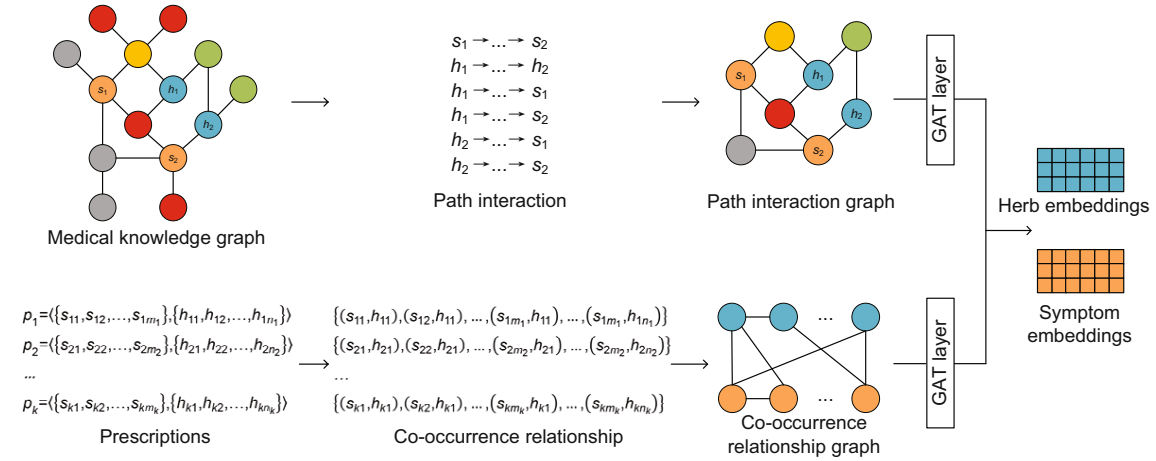 s₁→...→ s₂
h₁→...→ h₂
h₁→...→ s₁
h₁→...→ s₂
h₂→...→ s₁
h₂→...→ s₂
s₁
h₁
h₂
s₂
Medical knowledge graph
Path interaction
s₁
h₁
h₂
s₂
Path interaction graph
GAT layer
Herb embeddings
Symptom
embeddings
p₁=⟨{s₁₁,s₁₂,…,s₁ₘ₁},{h₁₁,h₁₂,…,h₁ₙ₁}⟩
p₂=⟨{s₂₁,s₂₂,…,s₂ₘ₂},{h₂₁,h₂₂,…,h₂ₙ₂}⟩
...
pₖ=⟨{sₖ₁,sₖ₂,…,sₖₘₖ},{hₖ₁,hₖ₂,…,hₖₙₖ}⟩
Prescriptions
{(s₁₁,h₁₁),(s₁₂,h₁₁), ...,(s₁ₘ₁,h₁₁), ...,(s₁ₘ₁,h₁ₙ₁)}
{(s₂₁,h₂₁),(s₂₂,h₂₁), ...,(s₂ₘ₂,h₂₁), ...,(s₂ₘ₂,h₂ₙ₂)}
...
{(sₖ₁,hₖ₁),(sₖ₂,hₖ₁), ...,(sₖₘₖ,hₖ₁), ...,(sₖₘₖ,hₖₙₖ)}
Co-occurrence relationship
...
...
Co-occurrence
relationship graph
GAT layer